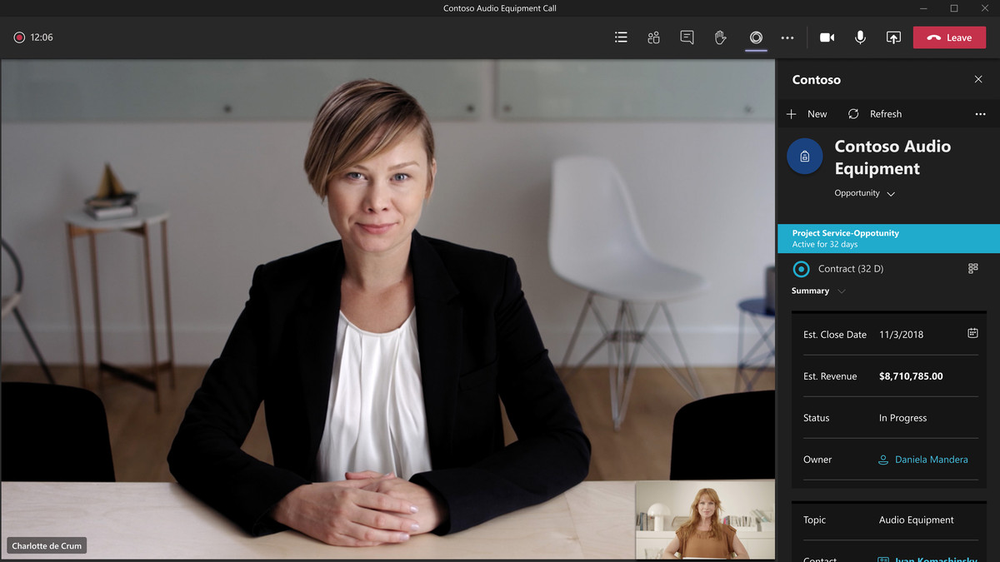 Contoso Audio Equipment Call
12:06
Leave
Contoso
New
Refresh
Contoso Audio
Equipment
Opportunity
Project Service-Oppotunity
Active for 32 days
Contract (32 D)
Summary
Est. Close Date 11/3/2018
Est. Revenue $8,710,785.00
Status In Progress
Owner Daniela Mandera
Topic Audio Equipment
Contact Ivan Komashinsky
Charlotte de Crum